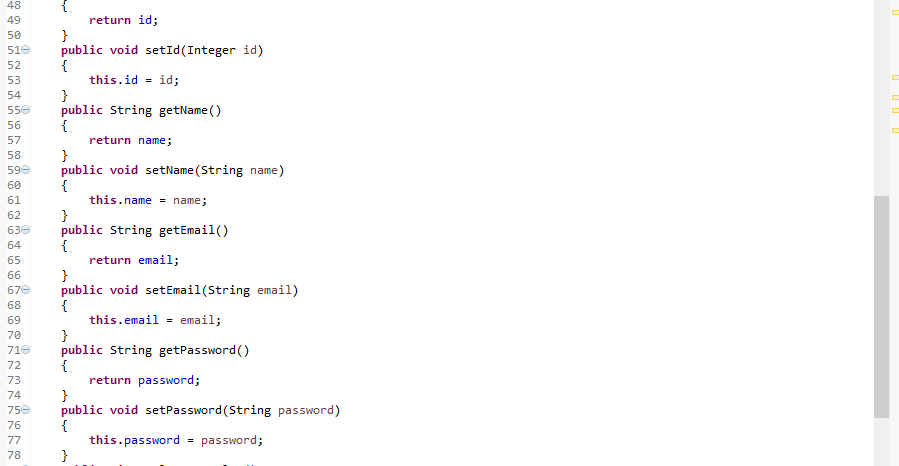 48 {
49 return id;
50 }
51 public void setId(Integer id)
52 {
53 this.id = id;
54 }
55 public String getName()
56 {
57 return name;
58 }
59 public void setName(String name)
60 {
61 this.name = name;
62 }
63 public String getEmail()
64 {
65 return email;
66 }
67 public void setEmail(String email)
68 {
69 this.email = email;
70 }
71 public String getPassword()
72 {
73 return password;
74 }
75 public void setPassword(String password)
76 {
77 this.password = password;
78 }